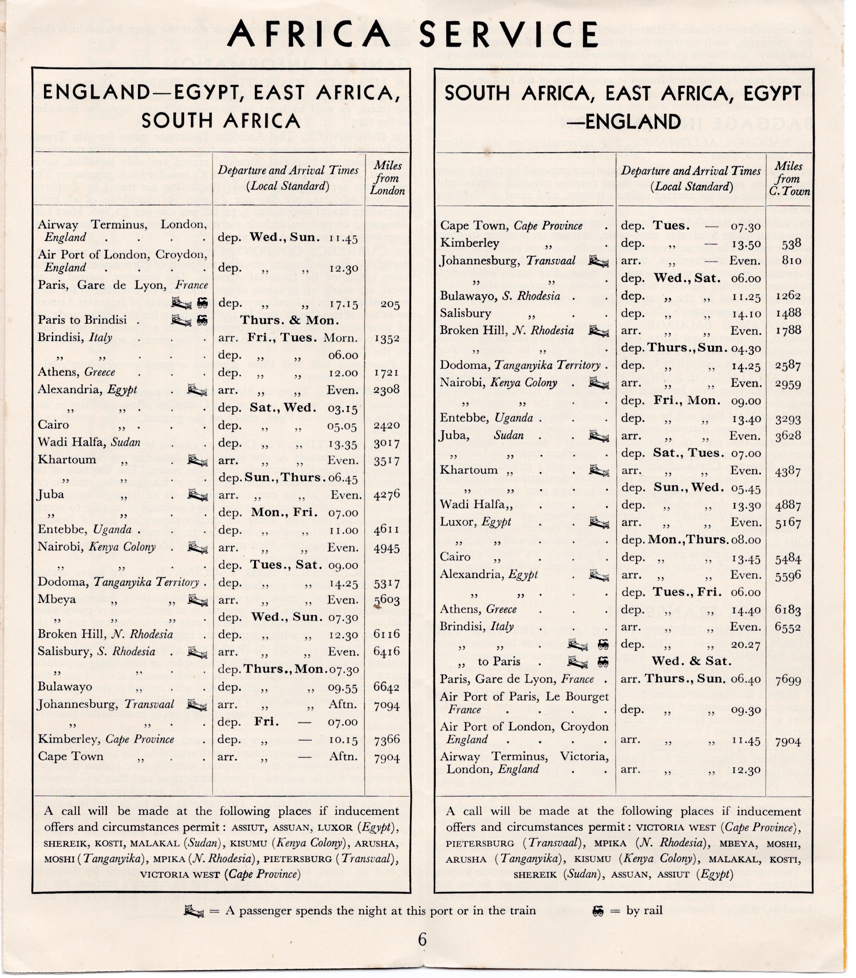 AFRICA SERVICE
ENGLAND—EGYPT, EAST AFRICA,
SOUTH AFRICA
Departure and Arrival Times
(Local Standard)
Miles
from
London
Airway Terminus, London,
England . . . . dep. Wed., Sun. 11.45
Air Port of London, Croydon,
England . . . . dep. ,, ,, 12.30
Paris, Gare de Lyon, France
dep. ,, ,, 17.15 205
Paris to Brindisi . Thurs. & Mon.
Brindisi, Italy . . . arr. Fri., Tues. Morn. 1352
,, ,, . . . dep. ,, ,, 06.00
Athens, Greece . . . dep. ,, ,, 12.00 1721
Alexandria, Egypt . arr. ,, ,, Even. 2308
,, ,, . . . dep. Sat., Wed. 03.15
Cairo ,, . . . dep. ,, ,, 05.05 2420
Wadi Halfa, Sudan . . dep. ,, ,, 13.35 3017
Khartoum ,, arr. ,, ,, Even. 3517
,, ,, . . . dep. Sun., Thurs. 06.45
Juba ,, arr. ,, ,, Even. 4276
,, ,, . . . dep. Mon., Fri. 07.00
Entebbe, Uganda . . . dep. ,, ,, 11.00 4611
Nairobi, Kenya Colony . arr. ,, ,, Even. 4945
,, ,, . . dep. Tues., Sat. 09.00
Dodoma, Tanganyika Territory . dep. ,, ,, 14.25 5317
Mbeya ,, ,, arr. ,, ,, Even. 5603
,, ,, ,, . dep. Wed., Sun. 07.30
Broken Hill, N. Rhodesia . dep. ,, ,, 12.30 6116
Salisbury, S. Rhodesia . arr. ,, ,, Even. 6416
,, ,, . . dep. Thurs., Mon. 07.30
Bulawayo ,, . . dep. ,, ,, 09.55 6642
Johannesburg, Transvaal arr. ,, ,, Aftn. 7094
,, ,, . . dep. Fri. — 07.00
Kimberley, Cape Province . dep. ,, — 10.15 7366
Cape Town ,, . . arr. ,, — Aftn. 7904
A call will be made at the following places if inducement
offers and circumstances permit : ASSIUT, ASSUAN, LUXOR (Egypt),
SHEREIK, KOSTI, MALAKAL (Sudan), KISUMU (Kenya Colony), ARUSHA,
MOSHI (Tanganyika), MPIKA (N. Rhodesia), PIETERSBURG (Transvaal),
VICTORIA WEST (Cape Province)
SOUTH AFRICA, EAST AFRICA, EGYPT
—ENGLAND
Departure and Arrival Times
(Local Standard)
Miles
from
C. Town
Cape Town, Cape Province . dep. Tues. — 07.30
Kimberley ,, . dep. ,, — 13.50 538
Johannesburg, Transvaal arr. ,, — Even. 810
,, ,, . dep. Wed., Sat. 06.00
Bulawayo, S. Rhodesia . . dep. ,, ,, 11.25 1262
Salisbury ,, . . dep. ,, ,, 14.10 1488
Broken Hill, N. Rhodesia arr. ,, ,, Even. 1788
,, ,, . dep. Thurs., Sun. 04.30
Dodoma, Tanganyika Territory . dep. ,, ,, 14.25 2587
Nairobi, Kenya Colony . arr. ,, ,, Even. 2959
,, ,, . . dep. Fri., Mon. 09.00
Entebbe, Uganda . . . dep. ,, ,, 13.40 3293
Juba, Sudan . . arr. ,, ,, Even. 3628
,, ,, . . . dep. Sat., Tues. 07.00
Khartoum ,, . . arr. ,, ,, Even. 4387
,, ,, . . . dep. Sun., Wed. 05.45
Wadi Halfa ,, . . . dep. ,, ,, 13.30 4887
Luxor, Egypt . . arr. ,, ,, Even. 5167
,, ,, . . . dep. Mon., Thurs. 08.00
Cairo ,, . . . dep. ,, ,, 13.45 5484
Alexandria, Egypt . arr. ,, ,, Even. 5596
,, ,, . . . dep. Tues., Fri. 06.00
Athens, Greece . . . dep. ,, ,, 14.40 6183
Brindisi, Italy . . . arr. ,, ,, Even. 6552
,, ,, . dep. ,, ,, 20.27
,, to Paris . Wed. & Sat.
Paris, Gare de Lyon, France . arr. Thurs., Sun. 06.40 7699
Air Port of Paris, Le Bourget
France . . . . dep. ,, ,, 09.30
Air Port of London, Croydon
England . . . . arr. ,, ,, 11.45 7904
Airway Terminus, Victoria,
London, England . . arr. ,, ,, 12.30
A call will be made at the following places if inducement
offers and circumstances permit : VICTORIA WEST (Cape Province),
PIETERSBURG (Transvaal), MPIKA (N. Rhodesia), MBEYA, MOSHI,
ARUSHA (Tanganyika), KISUMU (Kenya Colony), MALAKAL, KOSTI,
SHEREIK (Sudan), ASSUAN, ASSIUT (Egypt)
= A passenger spends the night at this port or in the train = by rail
6